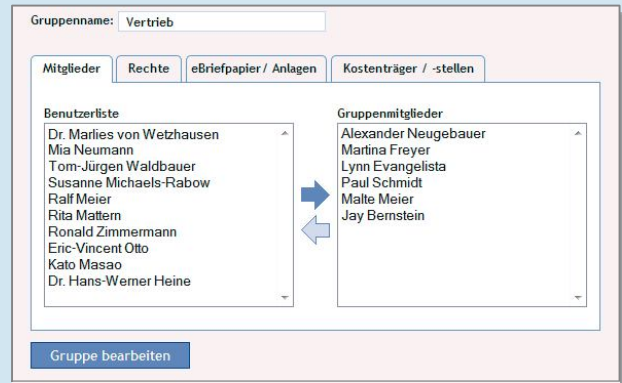 Gruppenname: Vertrieb
Mitglieder Rechte eBriefpapier / Anlagen Kostenträger / -stellen
Benutzerliste
Dr. Marlies von Wetzhausen
Mia Neumann
Tom-Jürgen Waldbauer
Susanne Michaels-Rabow
Ralf Meier
Rita Mattern
Ronald Zimmermann
Eric-Vincent Otto
Kato Masao
Dr. Hans-Werner Heine
Gruppenmitglieder
Alexander Neugebauer
Martina Freyer
Lynn Evangelista
Paul Schmidt
Malte Meier
Jay Bernstein
Gruppe bearbeiten